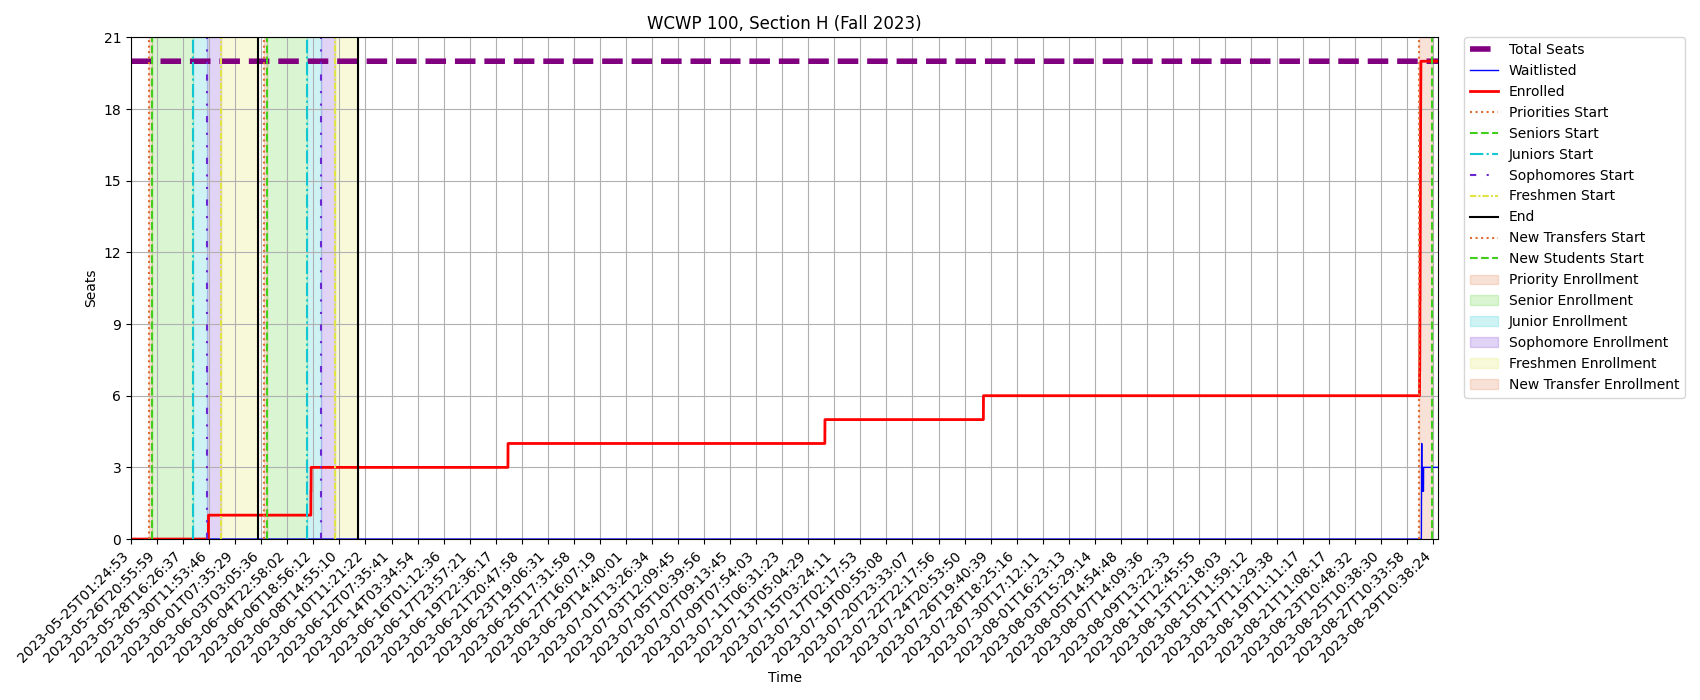 WCWP 100, Section H (Fall 2023)
Seats
21
18
15
12
9
6
3
0
2023-05-25T01:24:53
2023-05-26T20:55:59
2023-05-28T16:26:37
2023-05-30T11:53:46
2023-06-01T07:35:29
2023-06-03T03:05:36
2023-06-04T22:58:02
2023-06-06T18:56:12
2023-06-08T14:55:10
2023-06-10T11:21:22
2023-06-12T07:35:41
2023-06-14T03:34:54
2023-06-16T01:12:36
2023-06-17T23:57:21
2023-06-19T22:36:17
2023-06-21T20:47:58
2023-06-23T19:06:31
2023-06-25T17:31:58
2023-06-27T16:07:19
2023-06-29T14:40:01
2023-07-01T13:26:34
2023-07-03T12:09:45
2023-07-05T10:39:56
2023-07-07T09:13:45
2023-07-09T07:54:03
2023-07-11T06:31:23
2023-07-13T05:04:29
2023-07-15T03:24:11
2023-07-17T02:17:53
2023-07-19T00:55:08
2023-07-20T23:33:07
2023-07-22T22:17:56
2023-07-24T20:53:50
2023-07-26T19:40:39
2023-07-28T18:25:16
2023-07-30T17:12:11
2023-08-01T16:23:13
2023-08-03T15:29:14
2023-08-05T14:54:48
2023-08-07T14:09:36
2023-08-09T13:22:33
2023-08-11T12:45:55
2023-08-13T12:18:03
2023-08-15T11:59:12
2023-08-17T11:29:38
2023-08-19T11:11:17
2023-08-21T11:08:17
2023-08-23T10:48:32
2023-08-25T10:38:30
2023-08-27T10:33:58
2023-08-29T10:38:24
Time
Total Seats
Waitlisted
Enrolled
Priorities Start
Seniors Start
Juniors Start
Sophomores Start
Freshmen Start
End
New Transfers Start
New Students Start
Priority Enrollment
Senior Enrollment
Junior Enrollment
Sophomore Enrollment
Freshmen Enrollment
New Transfer Enrollment